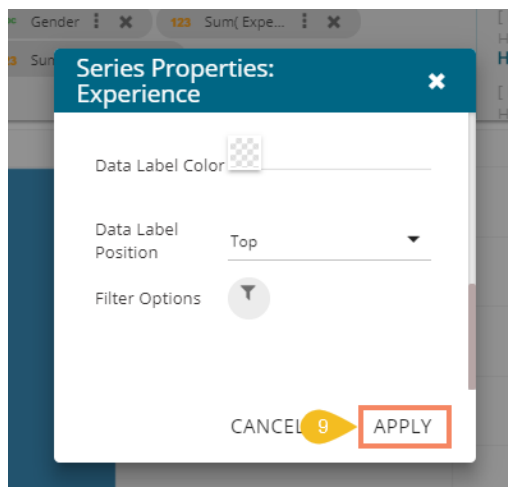 Gender
123 Sum( Expe...
Sun
[
H
H
[
H
Series Properties:
Experience
Data Label Color
Data Label
Position
Top
Filter Options
CANCEL
9
APPLY